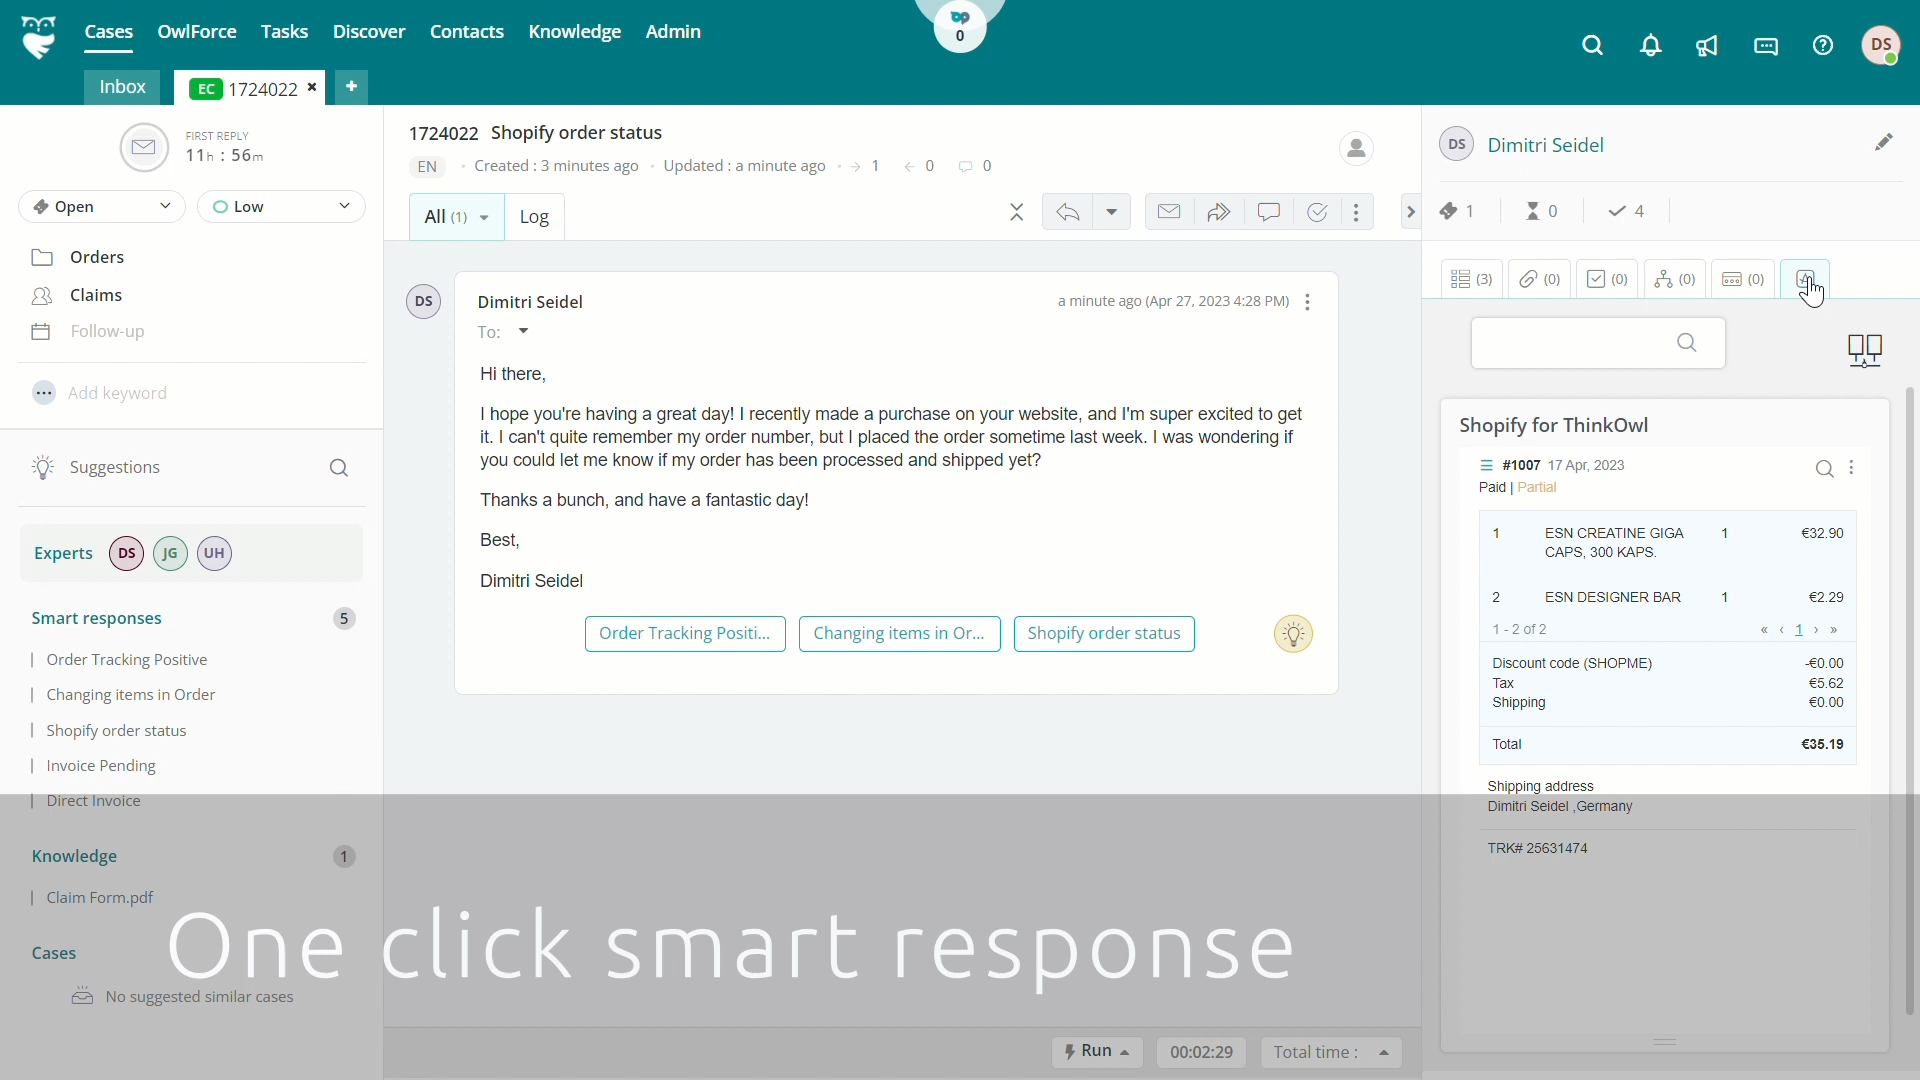 Cases OwlForce Tasks Discover Contacts Knowledge Admin
0
DS
Inbox
EC 1724022
FIRST REPLY
11h : 56m
Open
Low
Orders
Claims
Follow-up
Add keyword
Suggestions
Experts DS JG UH
Smart responses 5
Order Tracking Positive
Changing items in Order
Shopify order status
Invoice Pending
Direct Invoice
Knowledge 1
Claim Form.pdf
Cases
No suggested similar cases
1724022 Shopify order status
EN · Created : 3 minutes ago · Updated : a minute ago · 1 0 0
All (1)
Log
DS
Dimitri Seidel
a minute ago (Apr 27, 2023 4:28 PM)
To:
Hi there,
I hope you're having a great day! I recently made a purchase on your website, and I'm super excited to get
it. I can't quite remember my order number, but I placed the order sometime last week. I was wondering if
you could let me know if my order has been processed and shipped yet?
Thanks a bunch, and have a fantastic day!
Best,
Dimitri Seidel
Order Tracking Positi...
Changing items in Or...
Shopify order status
One click smart response
Run
00:02:29
Total time :
DS Dimitri Seidel
1 0 4
(3) (0) (0) (0) (0)
Shopify for ThinkOwl
#1007 17 Apr, 2023
Paid | Partial
1 ESN CREATINE GIGA 1 €32.90
CAPS, 300 KAPS.
2 ESN DESIGNER BAR 1 €2.29
1 - 2 of 2 « ‹ 1 › »
Discount code (SHOPME) -€0.00
Tax €5.62
Shipping €0.00
Total €35.19
Shipping address
Dimitri Seidel ,Germany
TRK# 25631474